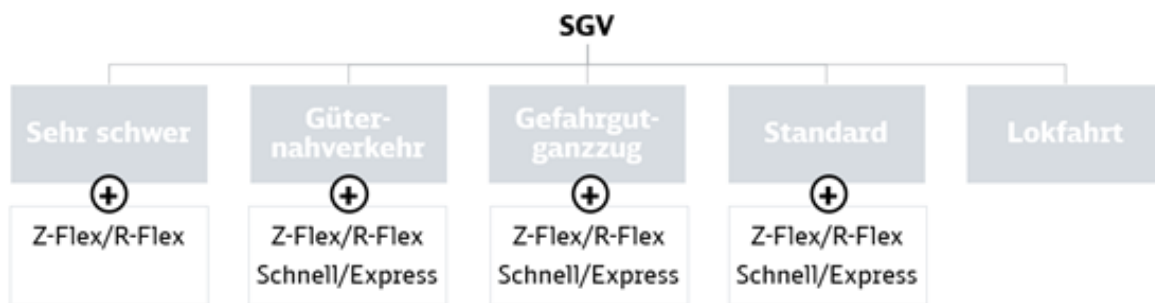 SGV
Sehr schwer
Güter-
nahverkehr
Gefahrgut-
ganzzug
Standard
Lokfahrt
+
+
+
+
Z-Flex/R-Flex
Z-Flex/R-Flex
Schnell/Express
Z-Flex/R-Flex
Schnell/Express
Z-Flex/R-Flex
Schnell/Express